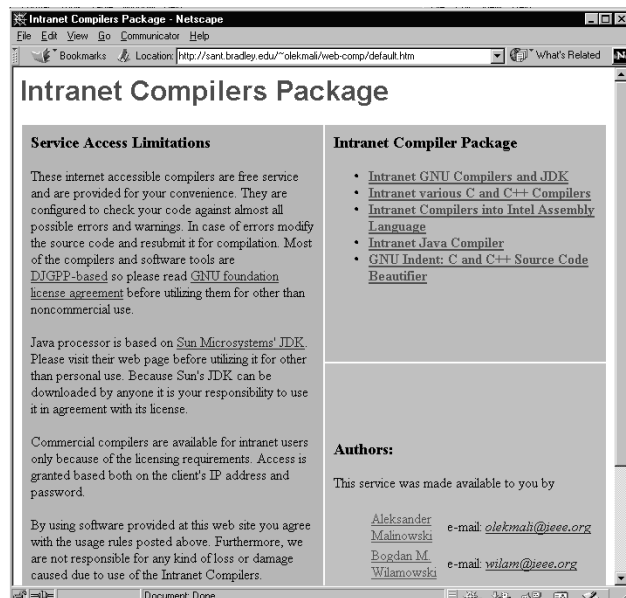 Intranet Compilers Package - Netscape
File Edit View Go Communicator Help
Bookmarks Location: http://sant.bradley.edu/~olekmali/web-comp/default.htm What's Related
Intranet Compilers Package
Service Access Limitations
These internet accessible compilers are free service
and are provided for your convenience. They are
configured to check your code against almost all
possible errors and warnings. In case of errors modify
the source code and resubmit it for compilation. Most
of the compilers and software tools are
DJGPP-based so please read GNU foundation
license agreement before utilizing them for other than
noncommercial use.
Java processor is based on Sun Microsystems' JDK.
Please visit their web page before utilizing it for other
than personal use. Because Sun's JDK can be
downloaded by anyone it is your responsibility to use
it in agreement with its license.
Commercial compilers are available for intranet users
only because of the licensing requirements. Access is
granted based both on the client's IP address and
password.
By using software provided at this web site you agree
with the usage rules posted above. Furthermore, we
are not responsible for any kind of loss or damage
caused due to use of the Intranet Compilers.
Intranet Compiler Package
• Intranet GNU Compilers and JDK
• Intranet various C and C++ Compilers
• Intranet Compilers into Intel Assembly
Language
• Intranet Java Compiler
• GNU Indent: C and C++ Source Code
Beautifier
Authors:
This service was made available to you by
Aleksander
Malinowski e-mail: olekmali@ieee.org
Bogdan M.
Wilamowski e-mail: wilam@ieee.org
Document: Done